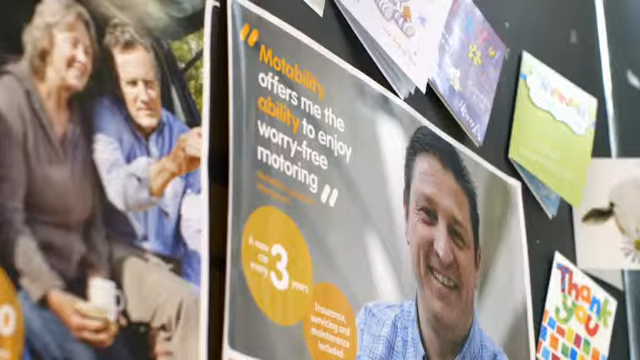 “
Motability
offers me the
ability to enjoy
worry-free
motoring
”
A new
car
every 3 years
Insurance,
servicing and
maintenance
included
Thank
you